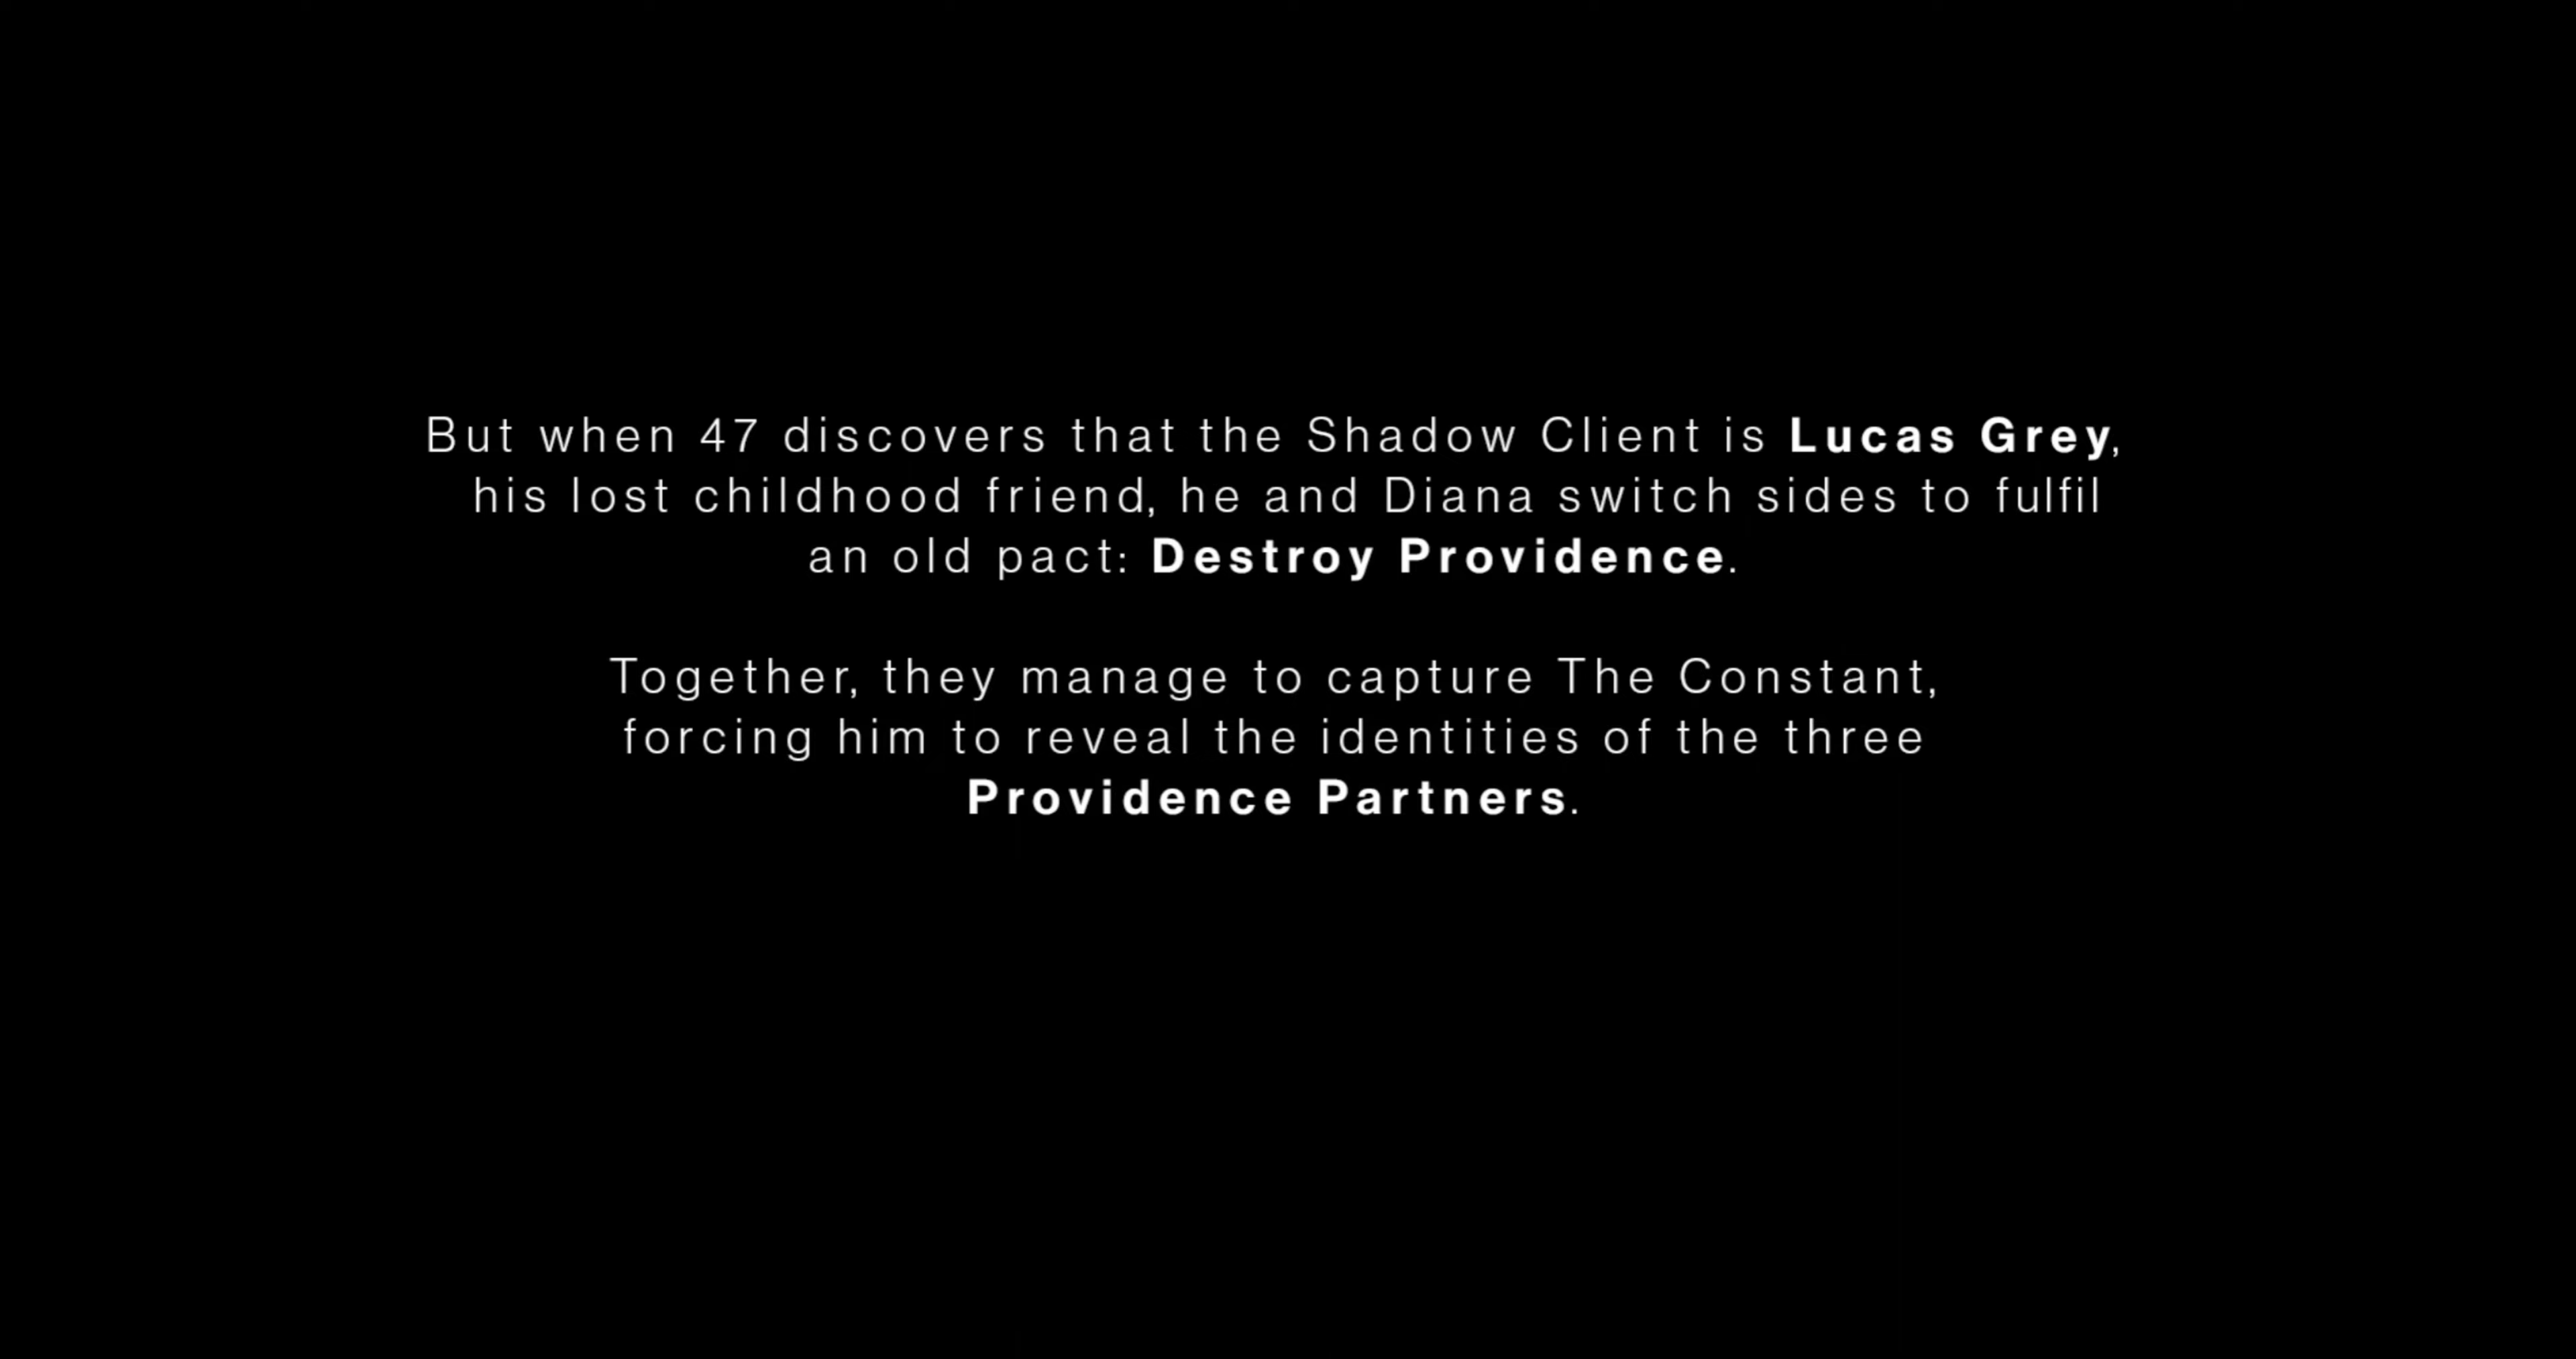 But when 47 discovers that the Shadow Client is Lucas Grey,
his lost childhood friend, he and Diana switch sides to fulfil
an old pact: Destroy Providence.
Together, they manage to capture The Constant,
forcing him to reveal the identities of the three
Providence Partners.